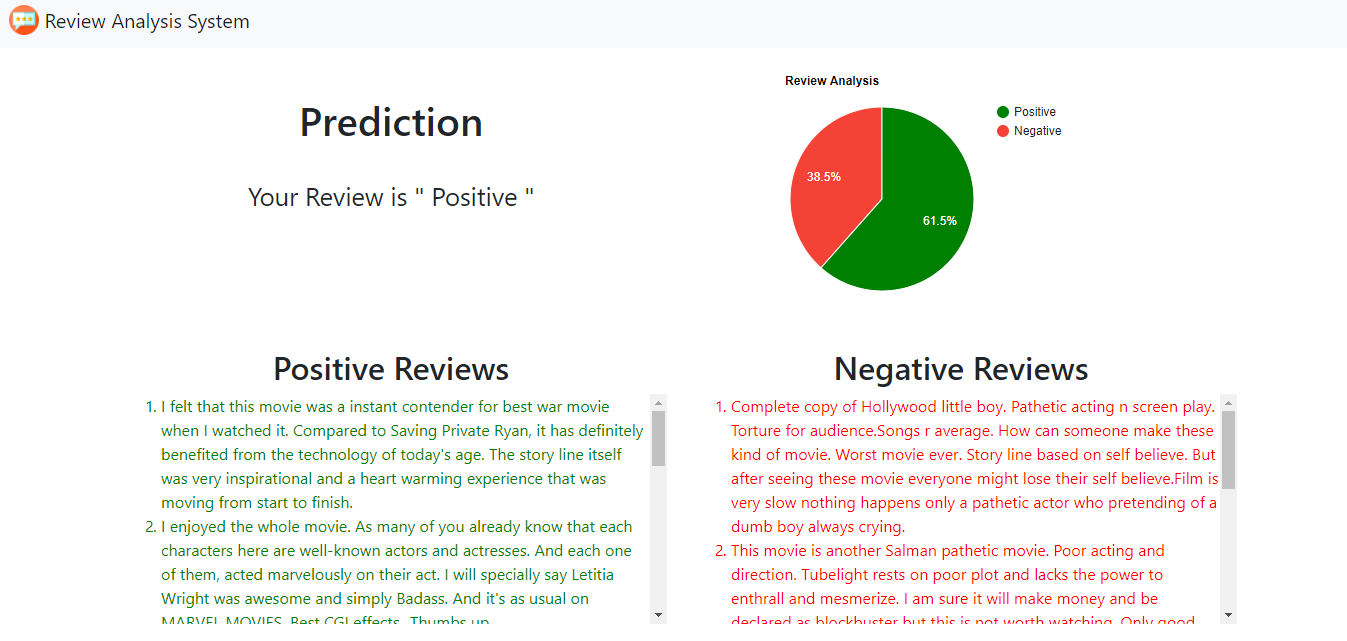 Review Analysis System
Prediction
Your Review is " Positive "
Review Analysis
Positive
Negative
38.5%
61.5%
Positive Reviews
1. I felt that this movie was a instant contender for best war movie
when I watched it. Compared to Saving Private Ryan, it has definitely
benefited from the technology of today's age. The story line itself
was very inspirational and a heart warming experience that was
moving from start to finish.
2. I enjoyed the whole movie. As many of you already know that each
characters here are well-known actors and actresses. And each one
of them, acted marvelously on their act. I will specially say Letitia
Wright was awesome and simply Badass. And it's as usual on
MARVEL MOVIES, Best CGI effects. Thumbs up
Negative Reviews
1. Complete copy of Hollywood little boy. Pathetic acting n screen play.
Torture for audience.Songs r average. How can someone make these
kind of movie. Worst movie ever. Story line based on self believe. But
after seeing these movie everyone might lose their self believe.Film is
very slow nothing happens only a pathetic actor who pretending of a
dumb boy always crying.
2. This movie is another Salman pathetic movie. Poor acting and
direction. Tubelight rests on poor plot and lacks the power to
enthrall and mesmerize. I am sure it will make money and be
declared as blockbuster but this is not worth watching. Only good